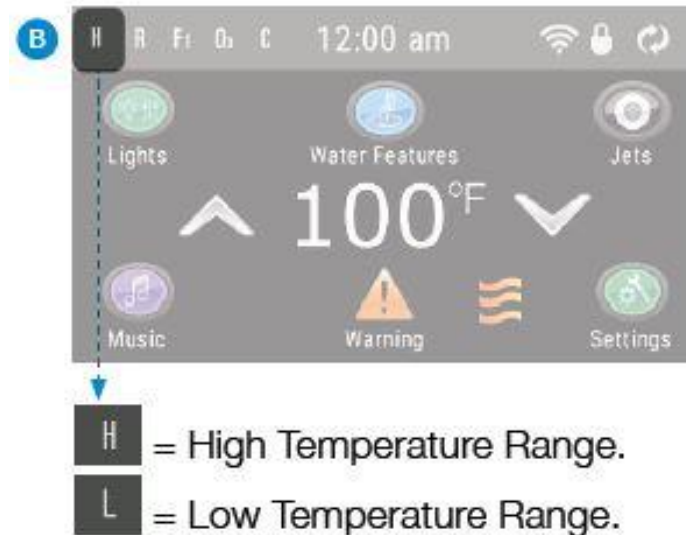 B H R F1 O3 C 12:00 am
Lights Water Features Jets
100°F
Music Warning Settings
H = High Temperature Range.
L = Low Temperature Range.